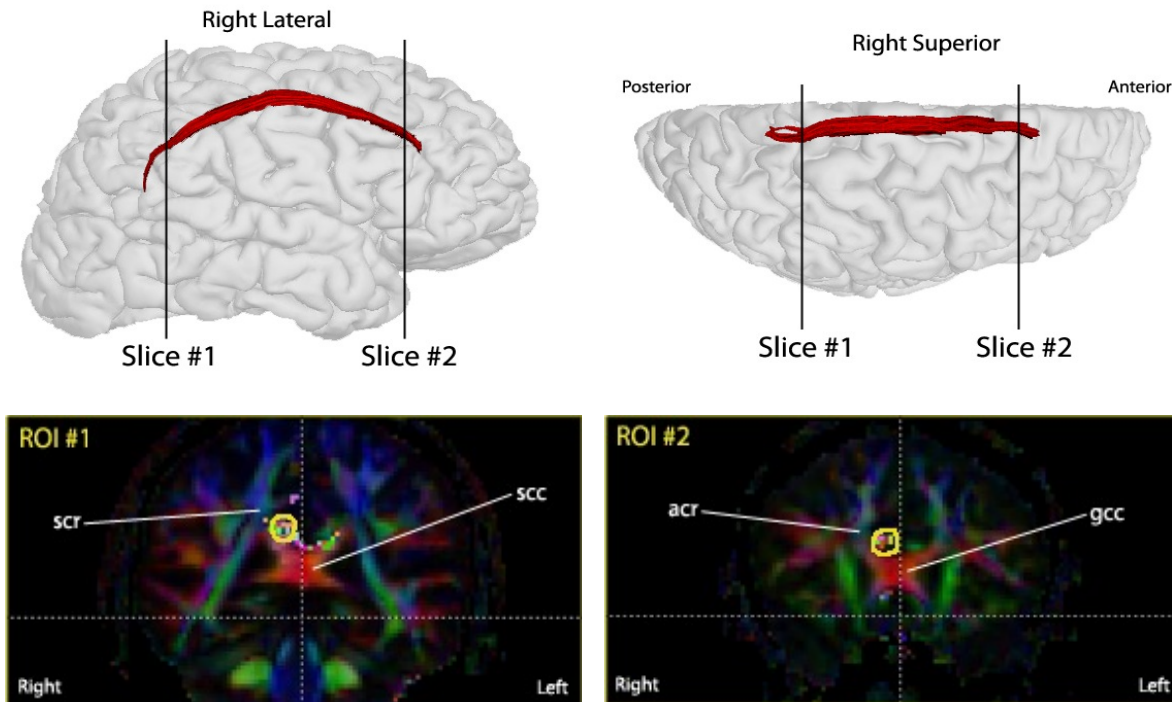 Right Lateral
Slice #1
Slice #2
Right Superior
Posterior
Anterior
Slice #1
Slice #2
ROI #1
scr
scc
Right
Left
ROI #2
acr
gcc
Right
Left